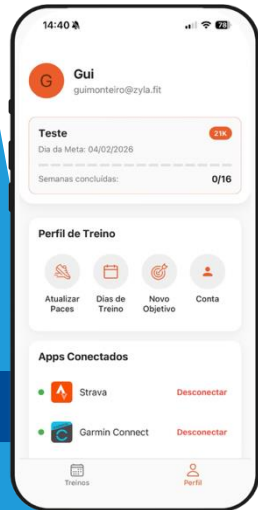 14:40
78
G
Gui
guimonteiro@zyla.fit
Teste
21K
Dia da Meta: 04/02/2026
Semanas concluídas:
0/16
Perfil de Treino
Atualizar Paces
Dias de Treino
Novo Objetivo
Conta
Apps Conectados
Strava
Desconectar
Garmin Connect
Desconectar
Treinos
Perfil